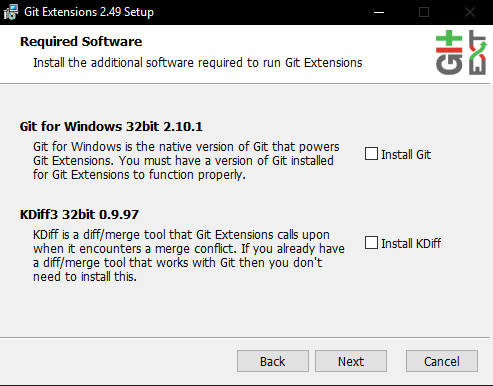 Git Extensions 2.49 Setup
Required Software
Install the additional software required to run Git Extensions
Git
EXT
Git for Windows 32bit 2.10.1
Git for Windows is the native version of Git that powers
Git Extensions. You must have a version of Git installed
for Git Extensions to function properly.
Install Git
KDiff3 32bit 0.9.97
KDiff is a diff/merge tool that Git Extensions calls upon
when it encounters a merge conflict. If you already have
a diff/merge tool that works with Git then you don't
need to install this.
Install KDiff
Back
Next
Cancel